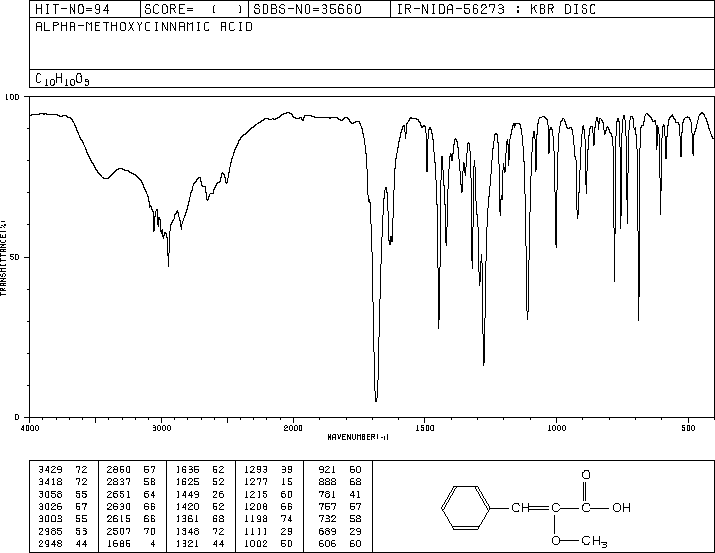 HIT-NO=94 SCORE= ( ) SDBS-NO=35660 IR-NIDA-56273 : KBR DISC
ALPHA-METHOXYCINNAMIC ACID
C10H10O3
100
50
0
TRANSMITTANCE(%)
4000 3000 2000 1500 1000 500
WAVENUMBER(-1)
3429 72 2860 67 1636 52 1293 39 921 60
3418 72 2837 58 1625 52 1277 15 888 68
3058 55 2651 64 1449 26 1215 60 781 41
3026 57 2630 66 1420 52 1208 66 757 57
3003 55 2615 66 1361 68 1198 74 732 58
2985 53 2507 70 1348 72 1111 29 689 29
2948 44 1686 4 1321 44 1002 50 606 60
O
CH C C OH
O CH3